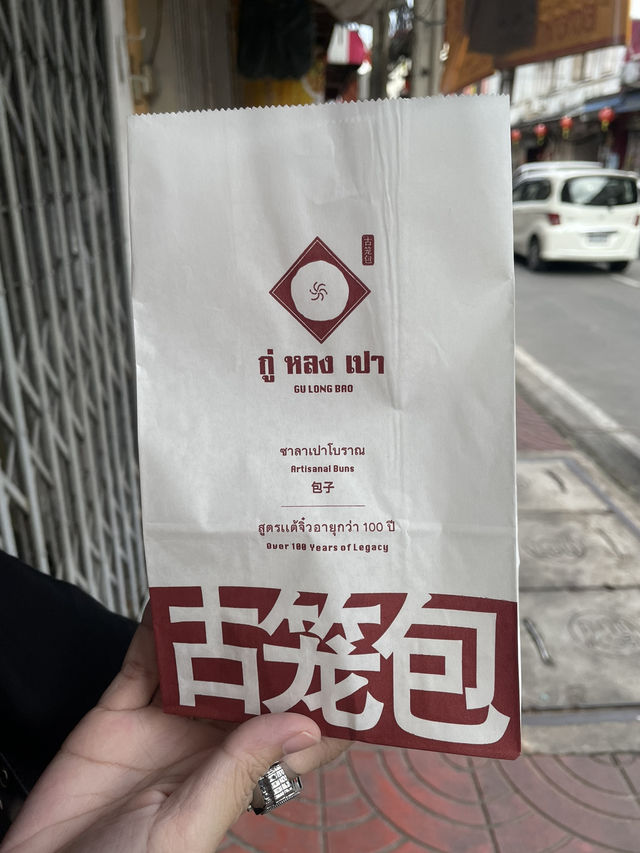 古笼包
กู่ หลง เปา
GU LONG BAO
ซาลาเปาโบราณ
Artisanal Buns
包子
สูตรแต้จิ๋วอายุกว่า 100 ปี
Over 100 Years of Legacy
古笼包